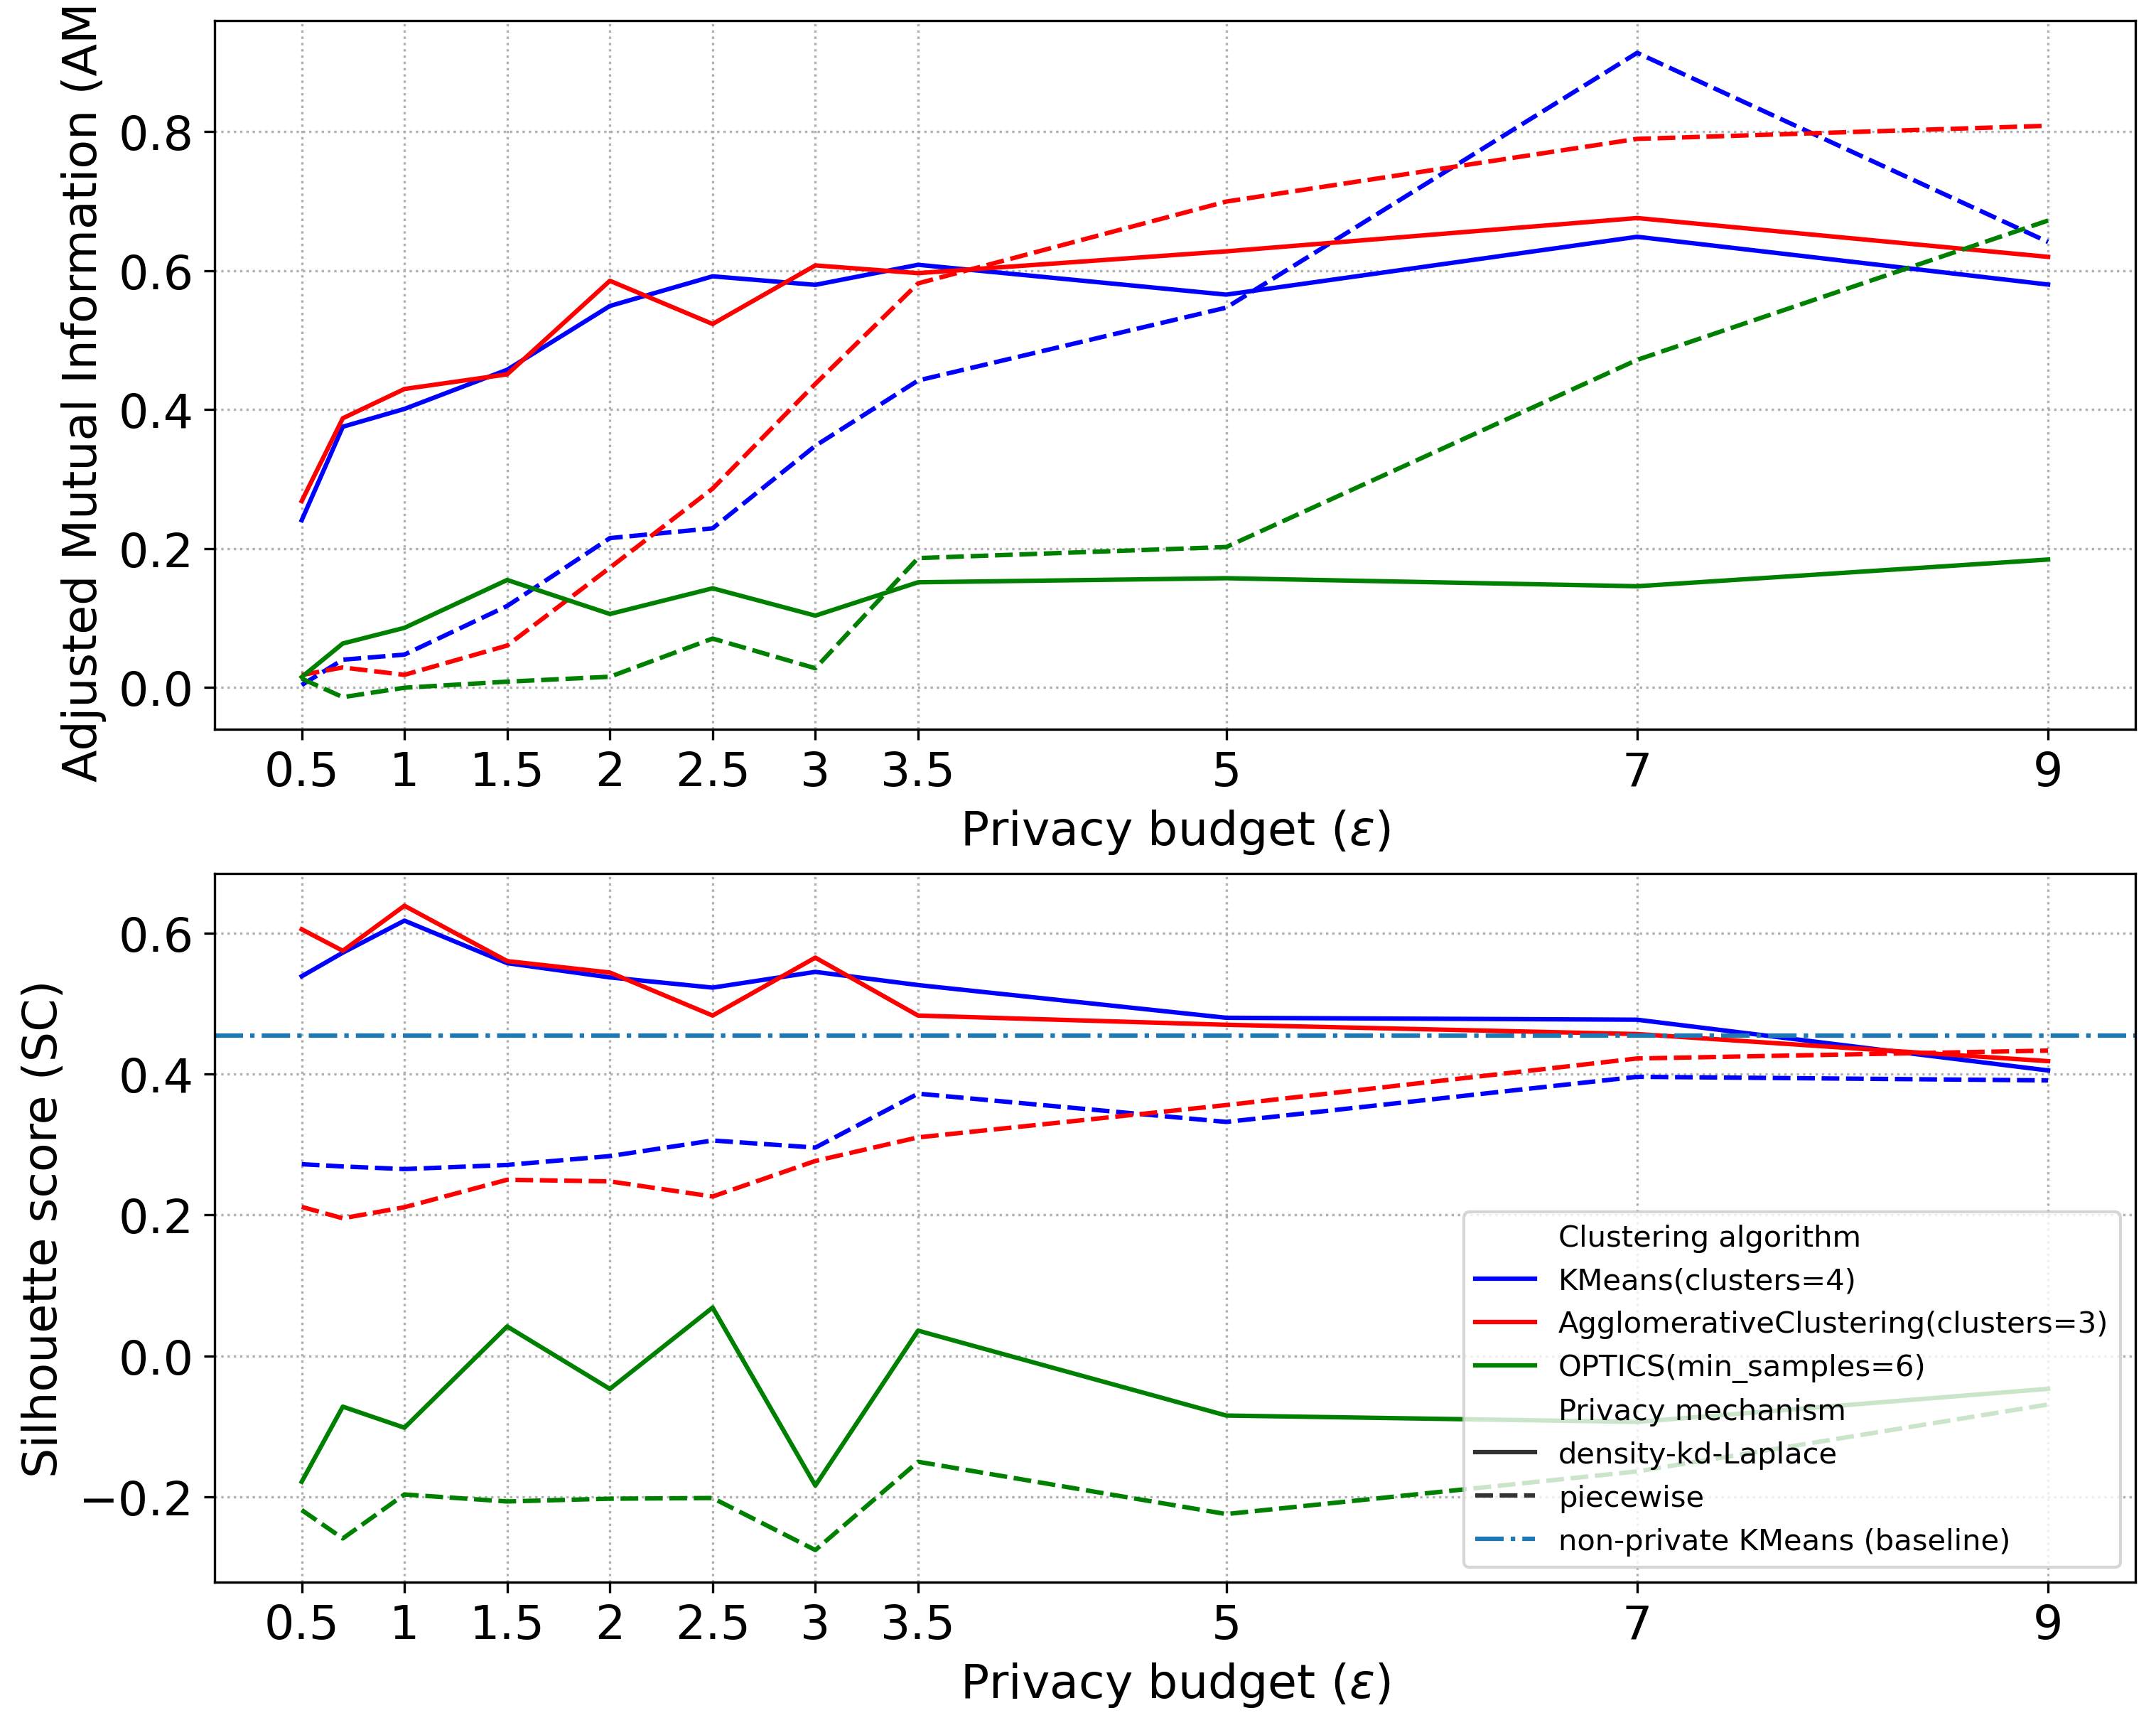 Adjusted Mutual Information (AM
0.8
0.6
0.4
0.2
0.0
0.5 1 1.5 2 2.5 3 3.5 5 7 9
Privacy budget (ε)
Silhouette score (SC)
0.6
0.4
0.2
0.0
−0.2
Clustering algorithm
KMeans(clusters=4)
AgglomerativeClustering(clusters=3)
OPTICS(min_samples=6)
Privacy mechanism
density-kd-Laplace
piecewise
non-private KMeans (baseline)
0.5 1 1.5 2 2.5 3 3.5 5 7 9
Privacy budget (ε)